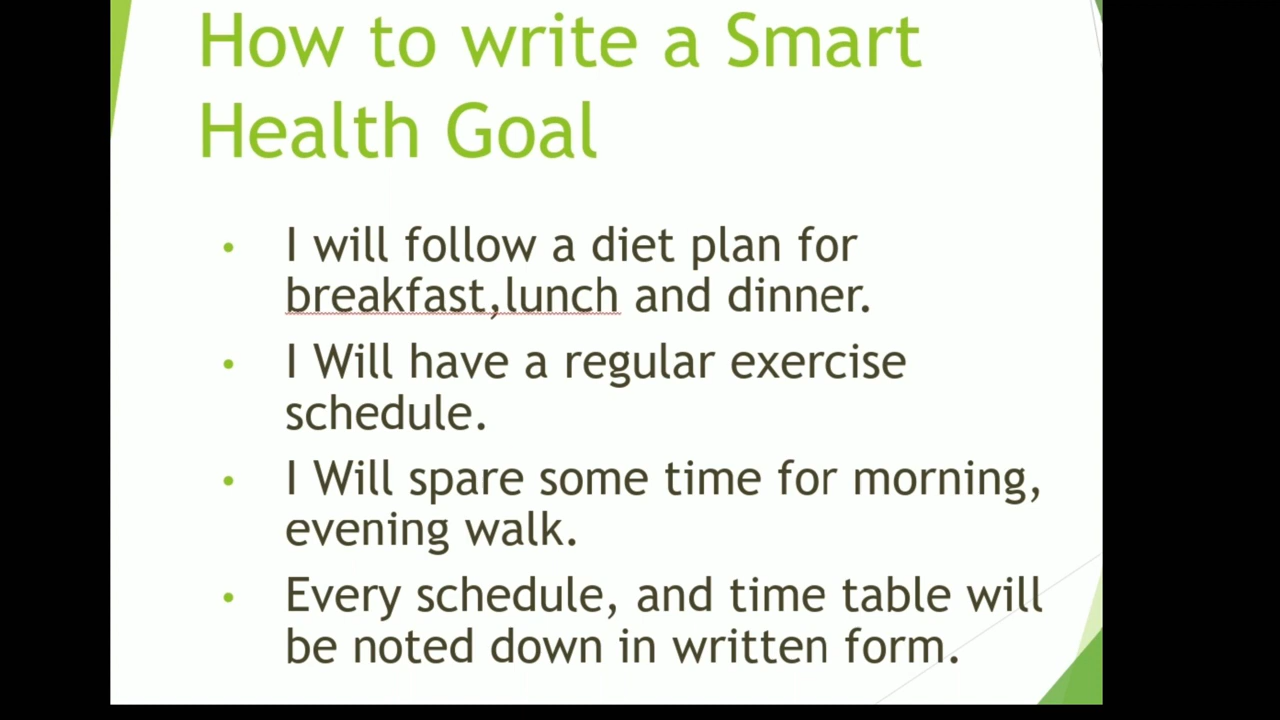 How to write a Smart
Health Goal
• I will follow a diet plan for
breakfast,lunch and dinner.
• I Will have a regular exercise
schedule.
• I Will spare some time for morning,
evening walk.
• Every schedule, and time table will
be noted down in written form.